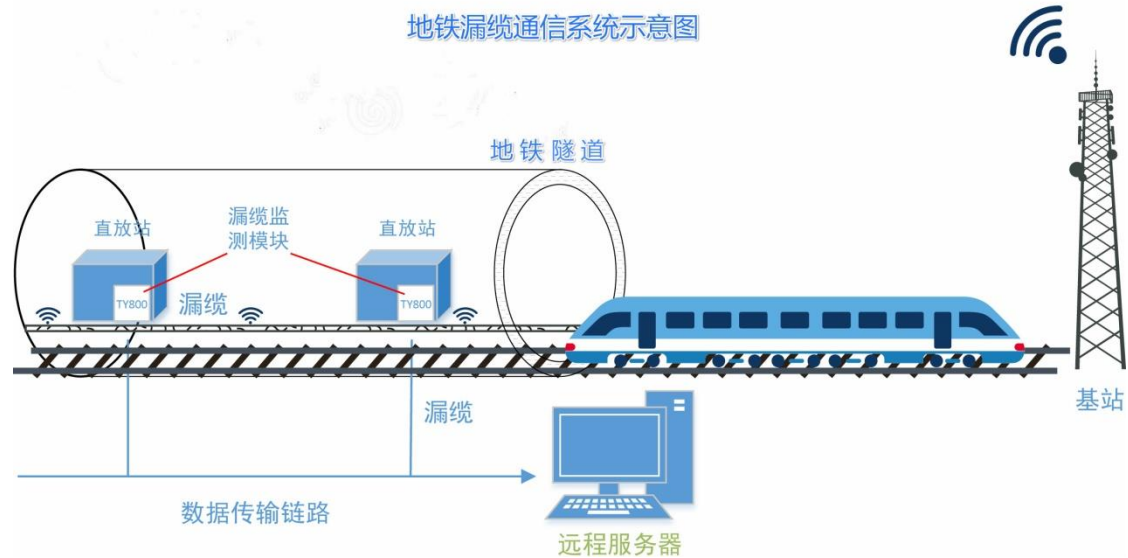 地铁漏缆通信系统示意图
地铁隧道
直放站
漏缆监
测模块
直放站
TY800
漏缆
TY800
基站
漏缆
数据传输链路
远程服务器